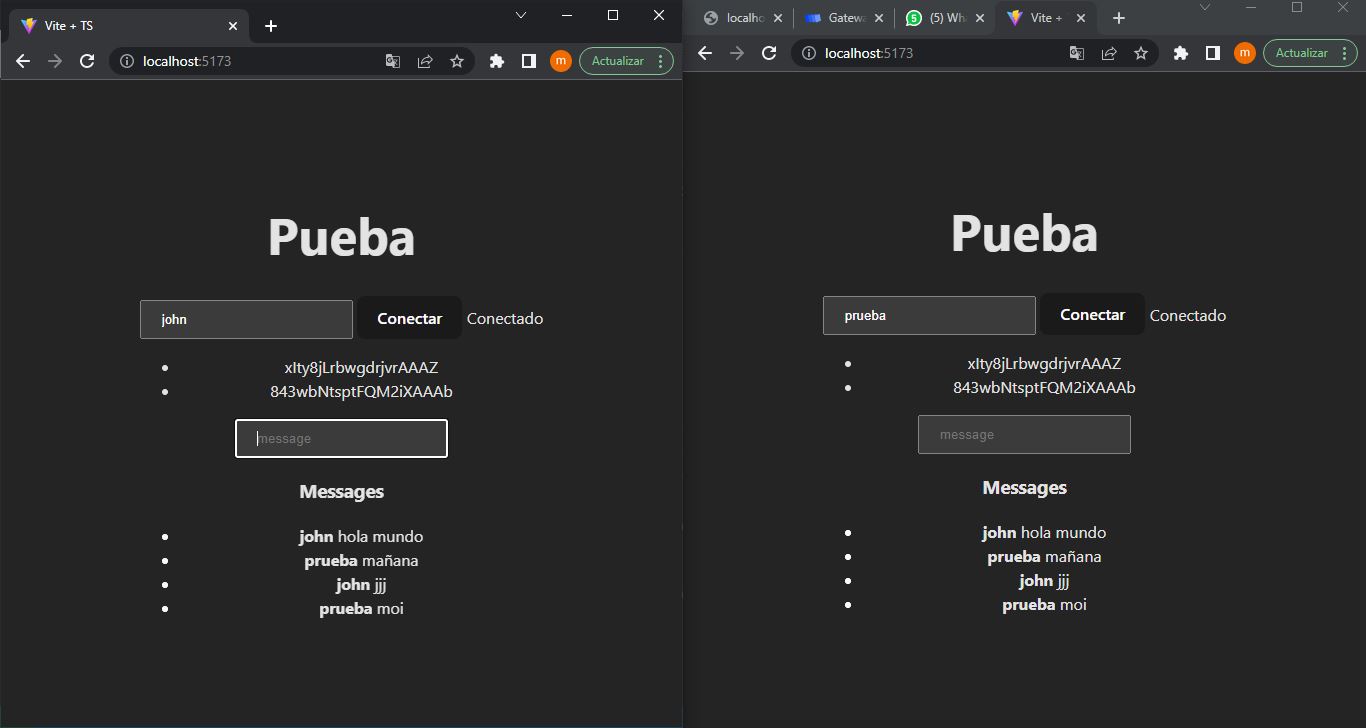 Vite + TS
localhost:5173
m
Actualizar
Pueba
john Conectar Conectado
xIty8jLrbwgdrjvrAAAZ
843wbNtsptFQM2iXAAAb
message
Messages
john hola mundo
prueba mañana
john jjj
prueba moi
localho Gatewa 5 (5) Wh Vite +
localhost:5173
m
Actualizar
Pueba
prueba Conectar Conectado
xIty8jLrbwgdrjvrAAAZ
843wbNtsptFQM2iXAAAb
message
Messages
john hola mundo
prueba mañana
john jjj
prueba moi